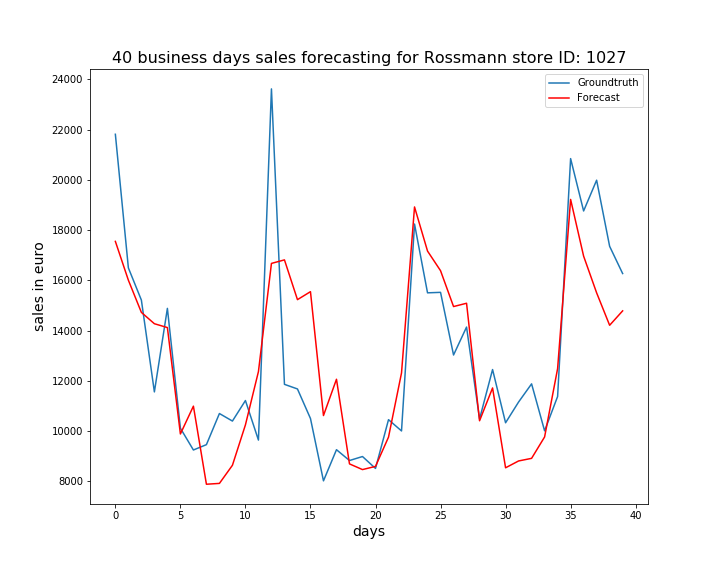 40 business days sales forecasting for Rossmann store ID: 1027
Groundtruth
Forecast
24000
22000
20000
18000
16000
14000
12000
10000
8000
sales in euro
0 5 10 15 20 25 30 35 40
days